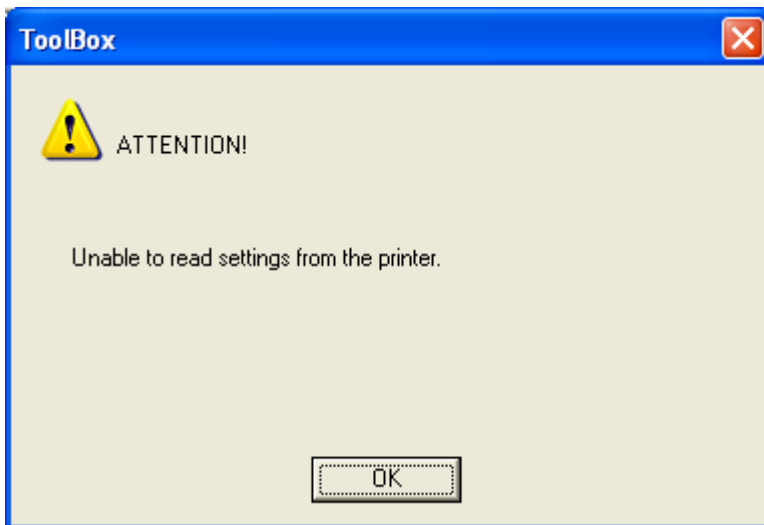 ToolBox
ATTENTION!
Unable to read settings from the printer.
OK